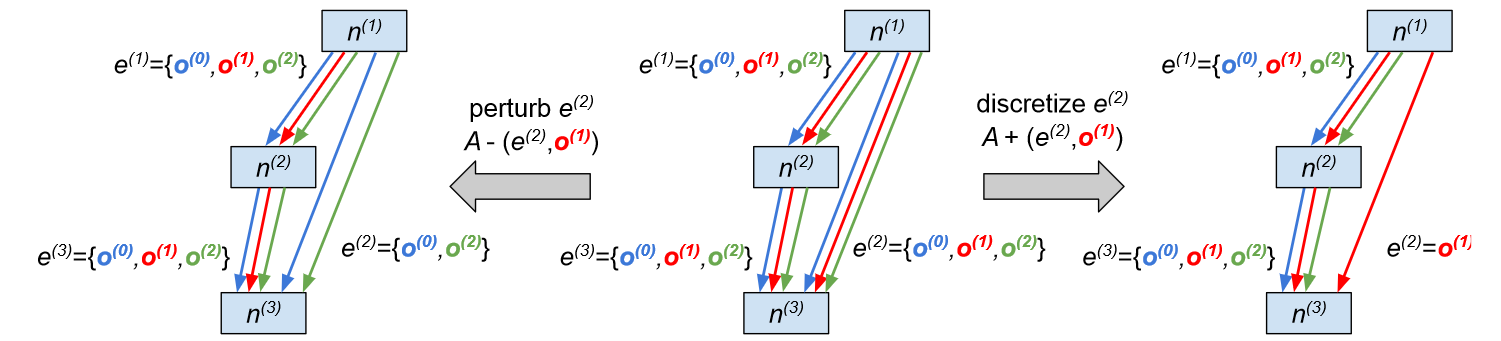 n(1)
e(1)={o(0),o(1),o(2)}
n(2)
e(3)={o(0),o(1),o(2)}
e(2)={o(0),o(2)}
n(3)
perturb e(2)
A - (e(2),o(1))
n(1)
e(1)={o(0),o(1),o(2)}
n(2)
e(3)={o(0),o(1),o(2)}
e(2)={o(0),o(1),o(2)}
n(3)
discretize e(2)
A + (e(2),o(1))
n(1)
e(1)={o(0),o(1),o(2)}
n(2)
e(3)={o(0),o(1),o(2)}
e(2)=o(1)
n(3)